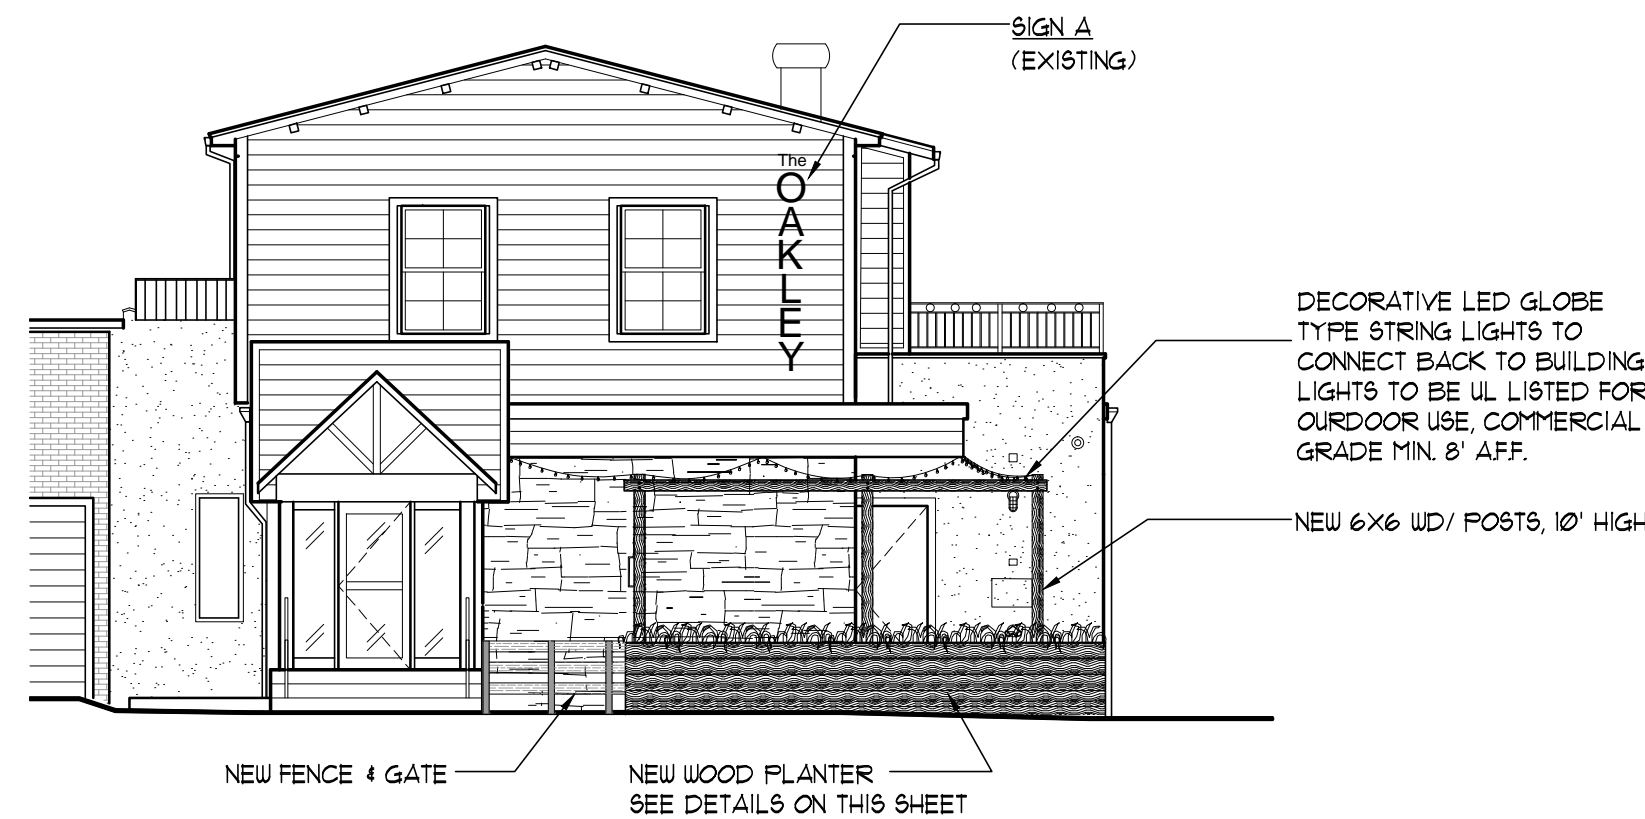 SIGN A
(EXISTING)
The
OAKLEY
DECORATIVE LED GLOBE
TYPE STRING LIGHTS TO
CONNECT BACK TO BUILDING
LIGHTS TO BE UL LISTED FOR
OURDOOR USE, COMMERCIAL
GRADE MIN. 8' A.F.F.
NEW 6X6 WD/ POSTS, 10' HIGH
NEW FENCE & GATE
NEW WOOD PLANTER
SEE DETAILS ON THIS SHEET